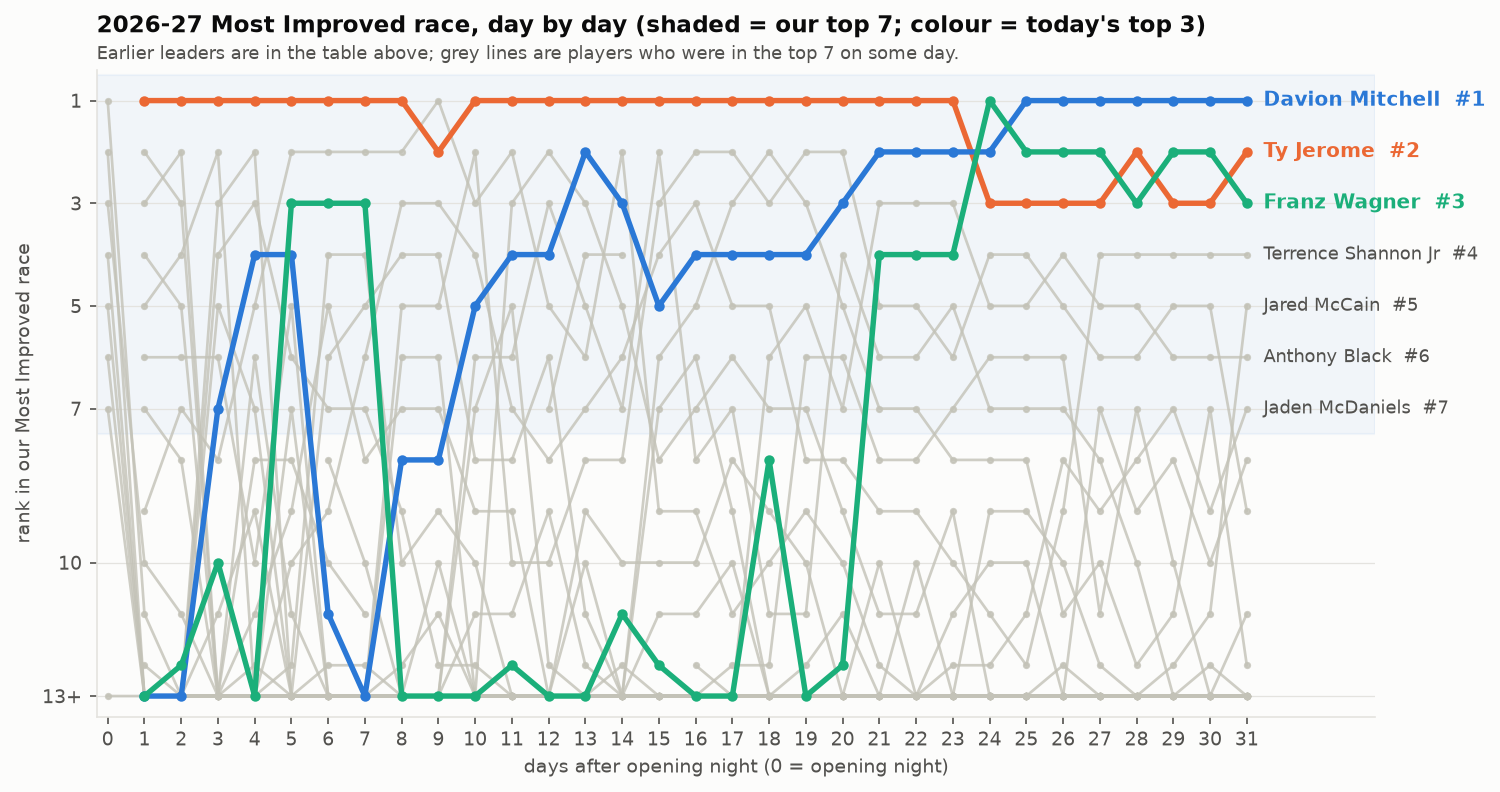 2026-27 Most Improved race, day by day (shaded = our top 7; colour = today's top 3)
Earlier leaders are in the table above; grey lines are players who were in the top 7 on some day.
rank in our Most Improved race
1
3
5
7
10
13+
Davion Mitchell #1
Ty Jerome #2
Franz Wagner #3
Terrence Shannon Jr #4
Jared McCain #5
Anthony Black #6
Jaden McDaniels #7
0 1 2 3 4 5 6 7 8 9 10 11 12 13 14 15 16 17 18 19 20 21 22 23 24 25 26 27 28 29 30 31
days after opening night (0 = opening night)